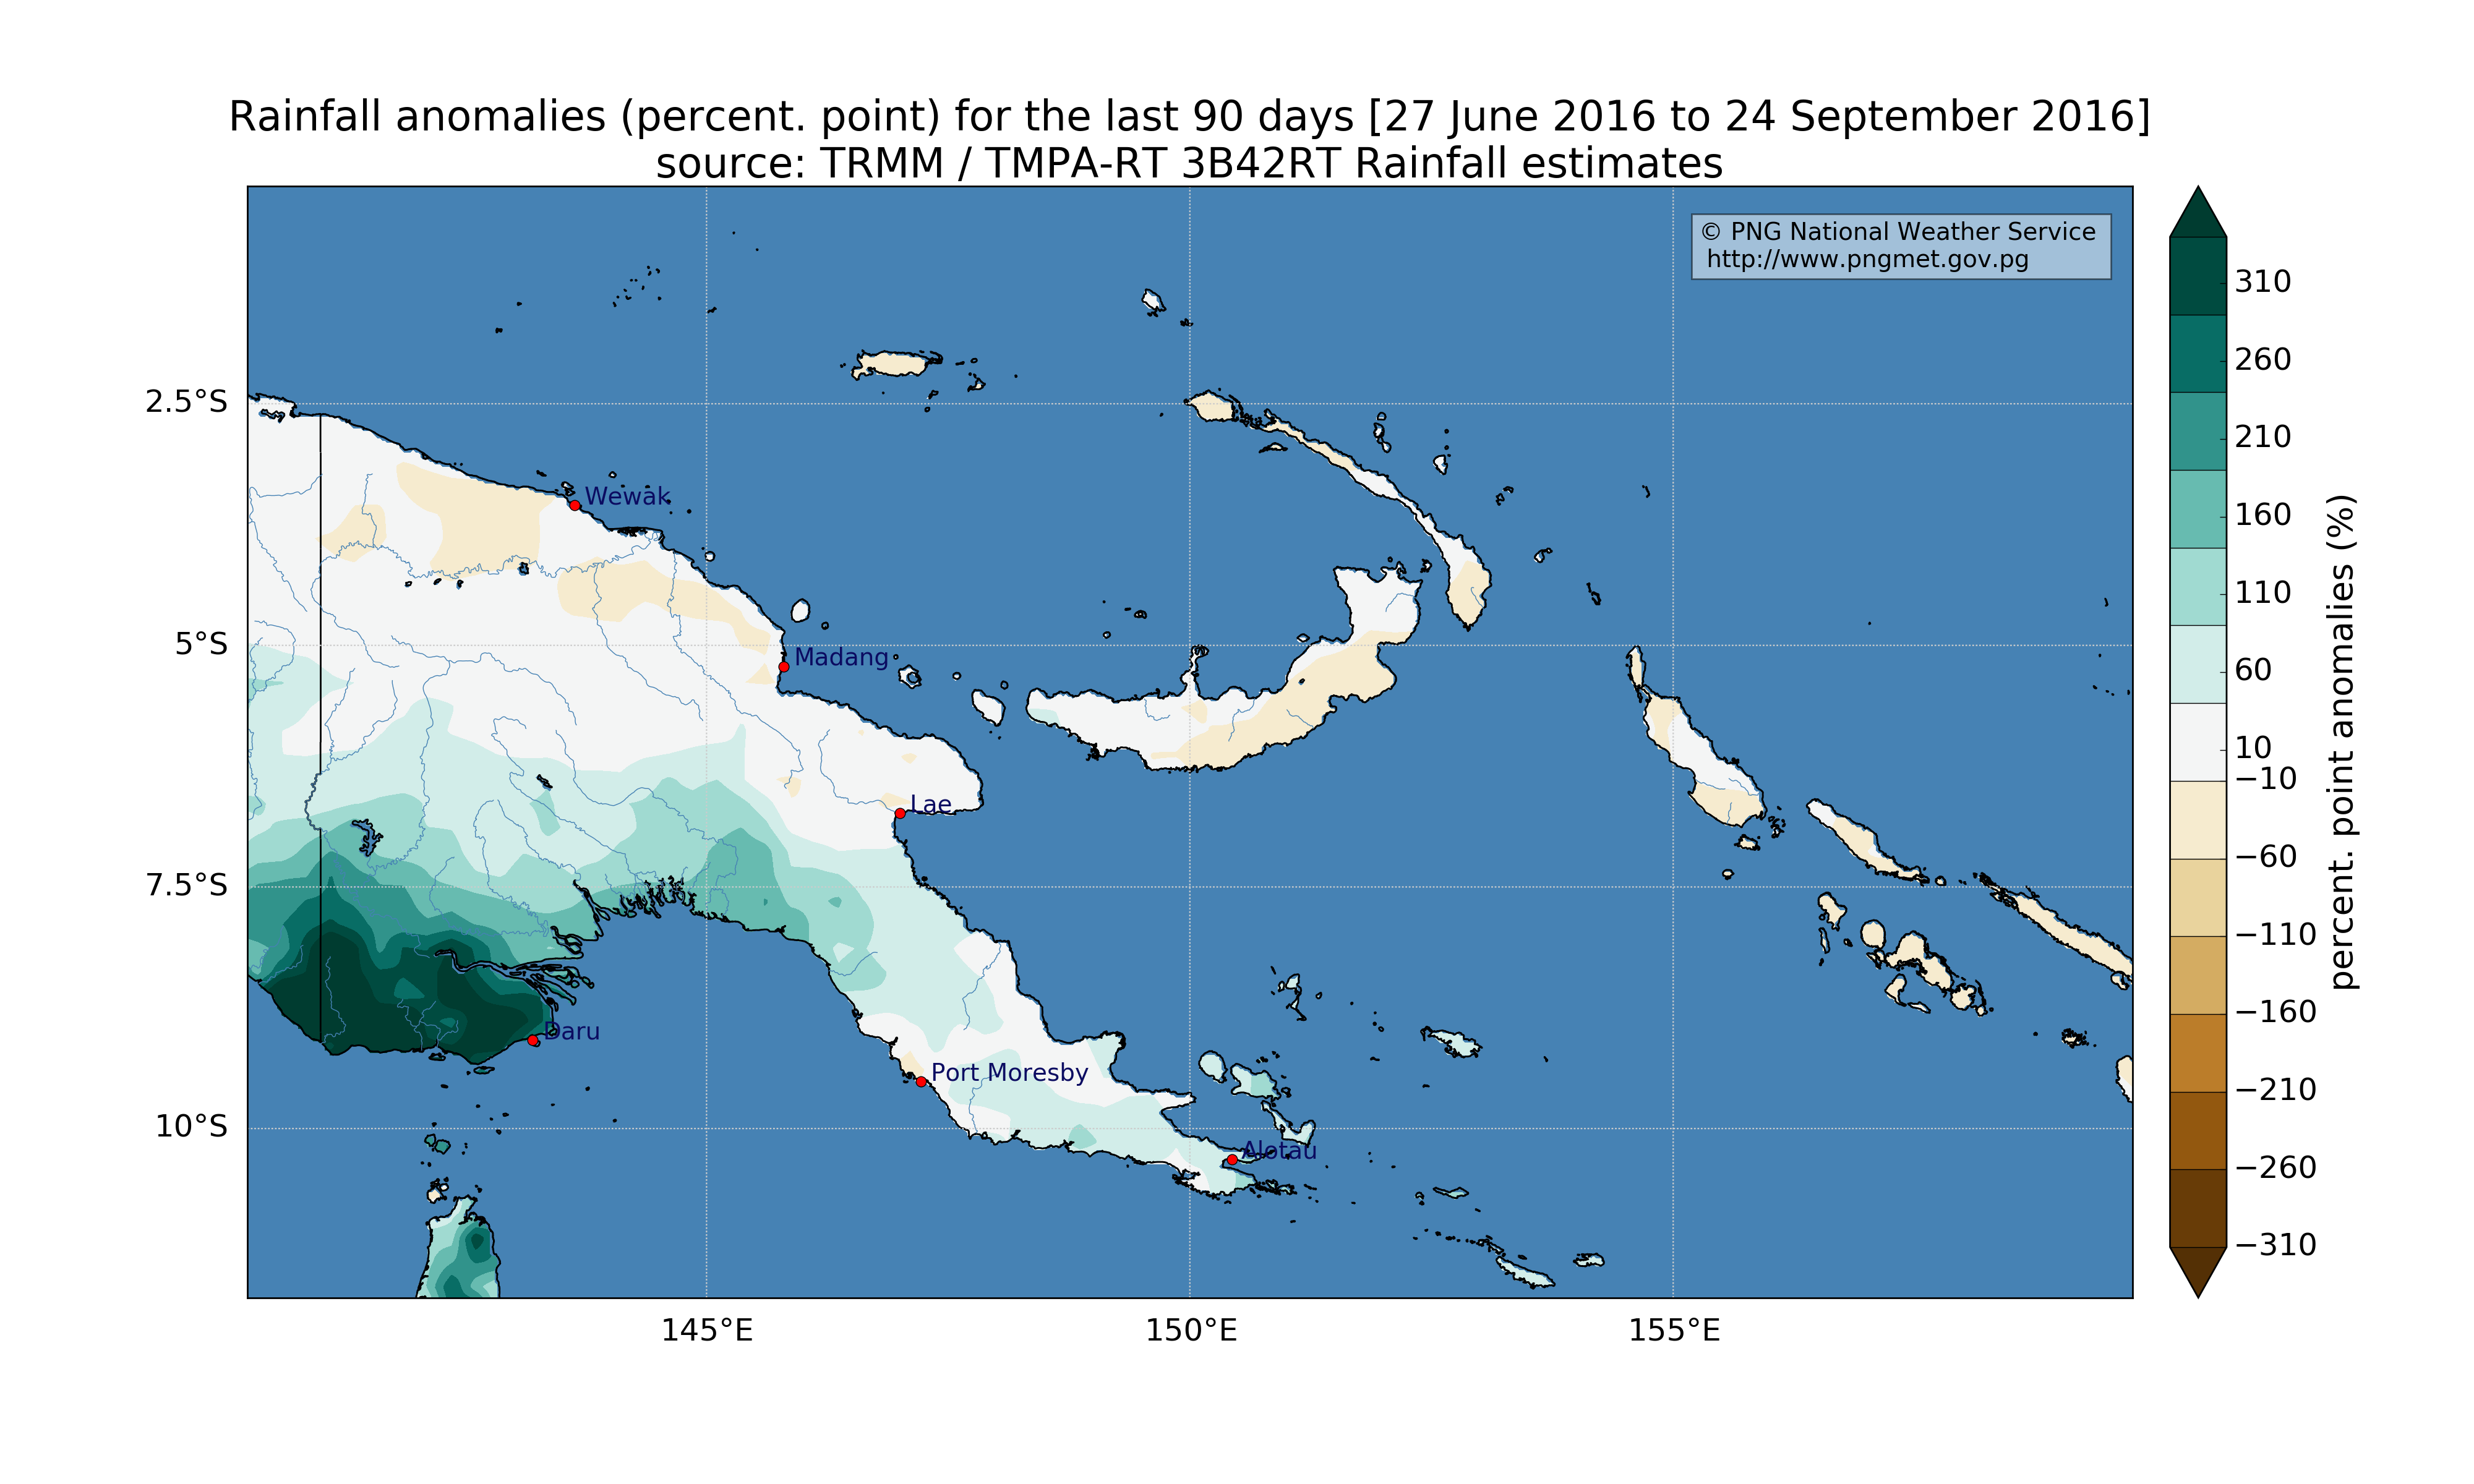 Rainfall anomalies (percent. point) for the last 90 days [27 June 2016 to 24 September 2016]
source: TRMM / TMPA-RT 3B42RT Rainfall estimates
© PNG National Weather Service
http://www.pngmet.gov.pg
2.5°S
5°S
7.5°S
10°S
Wewak
Madang
Lae
Daru
Port Moresby
Alotau
145°E
150°E
155°E
310
260
210
160
110
60
10
−10
−60
−110
−160
−210
−260
−310
percent. point anomalies (%)